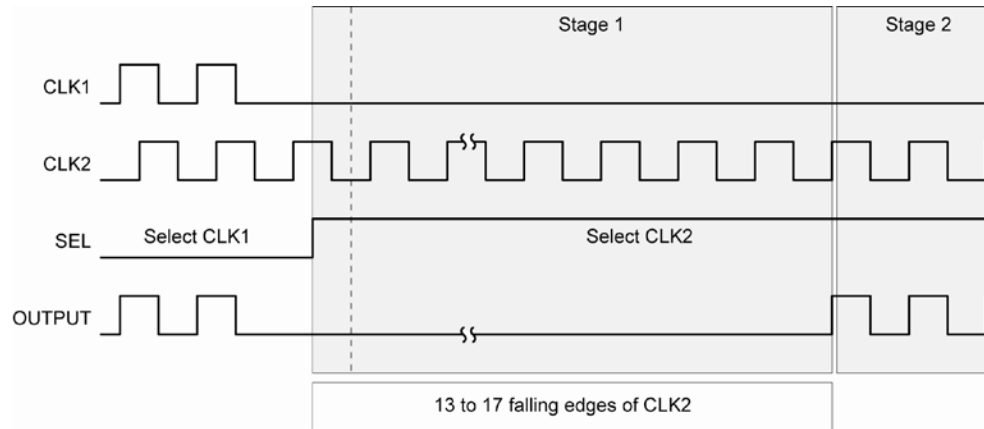 Stage 1
Stage 2
CLK1
CLK2
SEL
Select CLK1
Select CLK2
OUTPUT
13 to 17 falling edges of CLK2